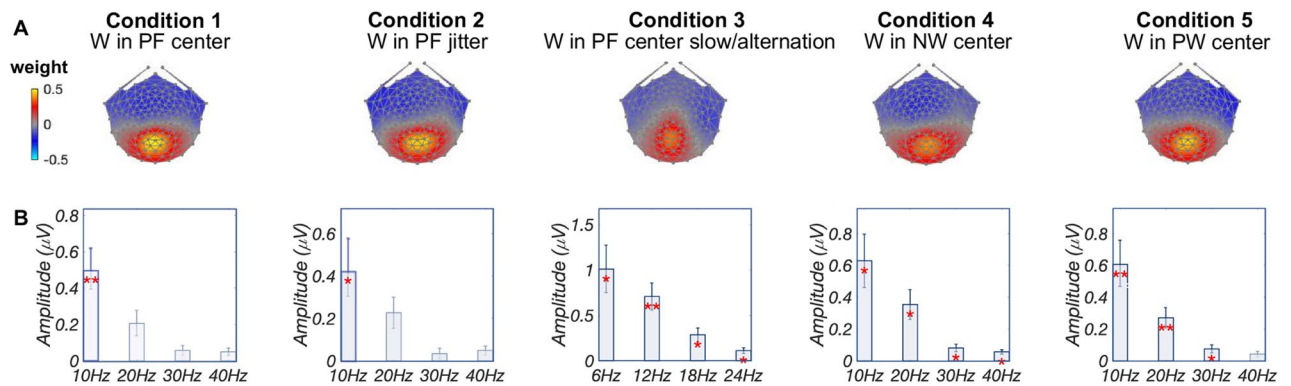 A
Condition 1
W in PF center
Condition 2
W in PF jitter
Condition 3
W in PF center slow/alternation
Condition 4
W in NW center
Condition 5
W in PW center
weight
0.5
0
-0.5
B
Amplitude (μV)
0.8
0.6
0.4
0.2
0
10Hz 20Hz 30Hz 40Hz
**
Amplitude (μV)
0.6
0.4
0.2
0
10Hz 20Hz 30Hz 40Hz
*
Amplitude (μV)
1.5
1
0.5
0
6Hz 12Hz 18Hz 24Hz
* ** * *
Amplitude (μV)
0.8
0.6
0.4
0.2
0
10Hz 20Hz 30Hz 40Hz
* * * *
Amplitude (μV)
0.8
0.6
0.4
0.2
0
10Hz 20Hz 30Hz 40Hz
** ** *